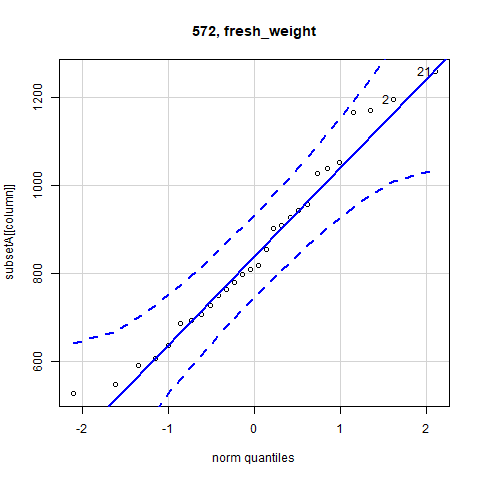 572, fresh_weight
subsetA[[column]]
1200
1000
800
600
21
2
-2 -1 0 1 2
norm quantiles